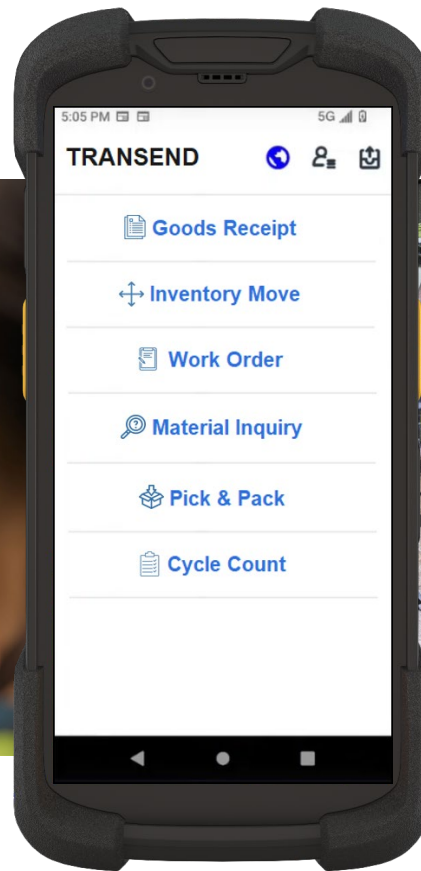 5:05 PM 5G
TRANSEND
Goods Receipt
Inventory Move
Work Order
Material Inquiry
Pick & Pack
Cycle Count